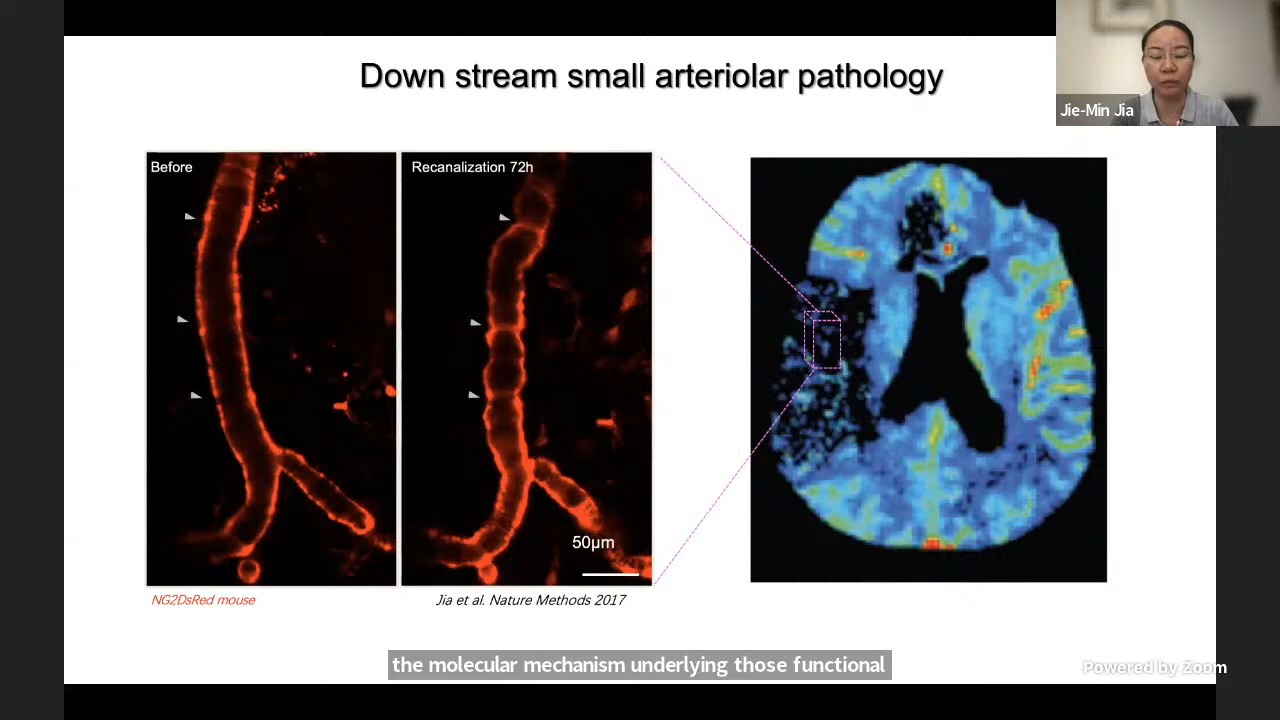 Down stream small arteriolar pathology
Jie-Min Jia
Before
Recanalization 72h
50μm
NG2DsRed mouse
Jia et al. Nature Methods 2017
the molecular mechanism underlying those functional
Powered by Zoom